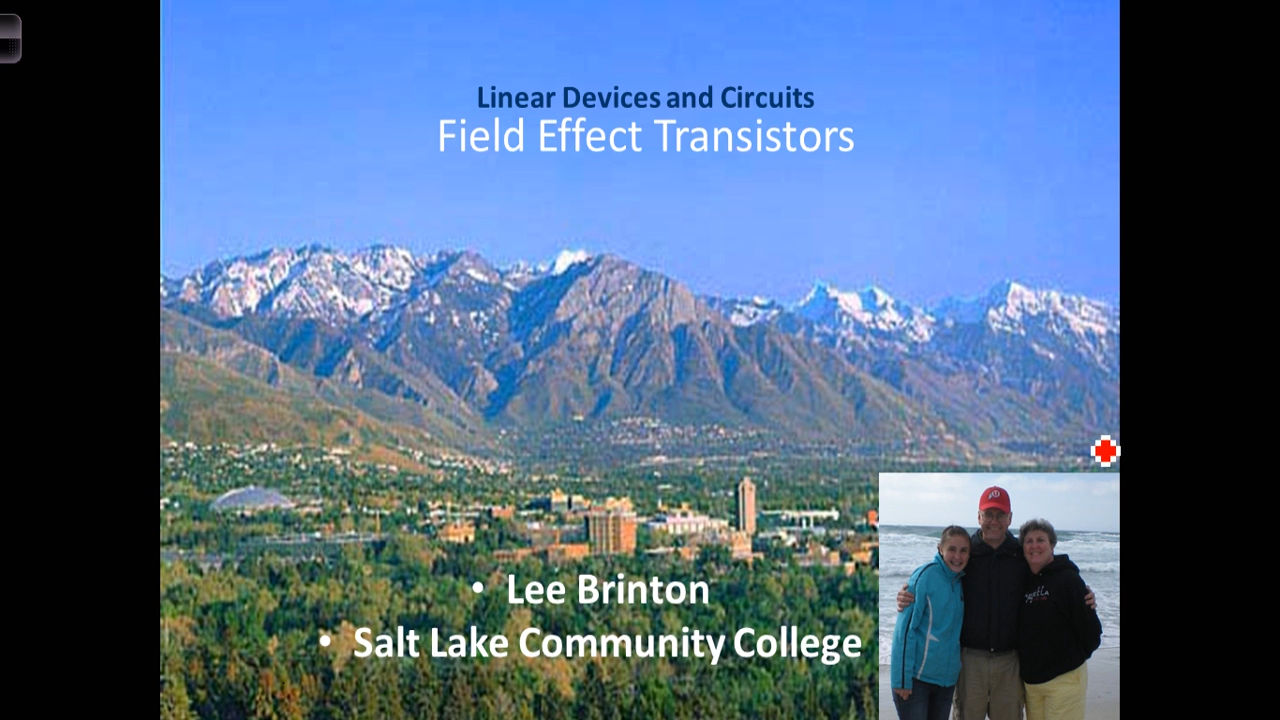 Linear Devices and Circuits
Field Effect Transistors
• Lee Brinton
• Salt Lake Community College